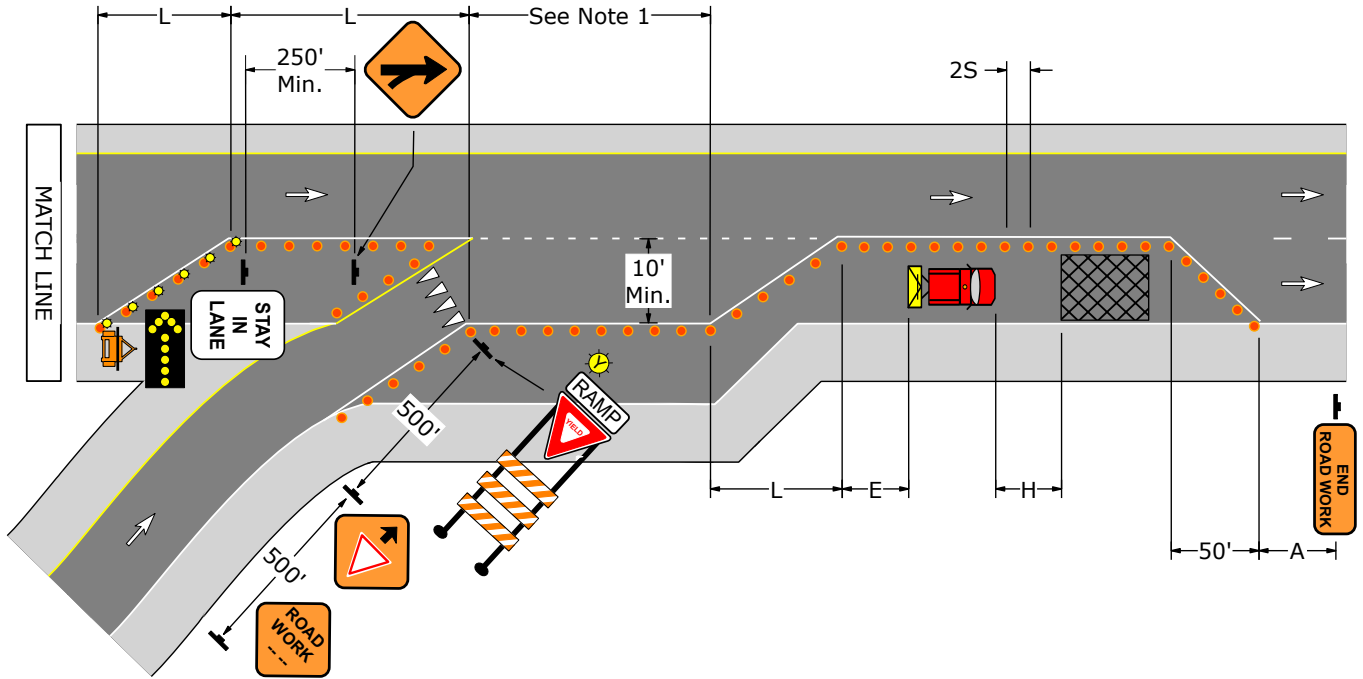 L
L
See Note 1
250'
Min.
2S
MATCH LINE
10'
Min.
STAY
IN
LANE
RAMP
YIELD
500'
L
E
H
END
ROAD WORK
50'
A
500'
ROAD
WORK
-- --